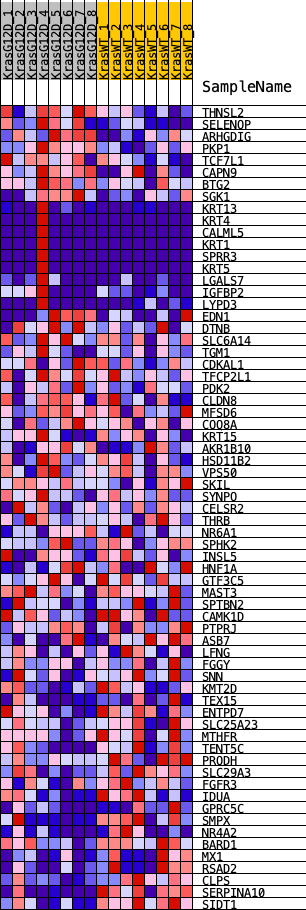 KrasG12D_1
KrasG12D_2
KrasG12D_3
KrasG12D_4
KrasG12D_5
KrasG12D_6
KrasG12D_7
KrasG12D_8
KrasWT_1
KrasWT_2
KrasWT_3
KrasWT_4
KrasWT_5
KrasWT_6
KrasWT_7
KrasWT_8
SampleName
THNSL2
SELENOP
ARHGDIG
PKP1
TCF7L1
CAPN9
BTG2
SGK1
KRT13
KRT4
CALML5
KRT1
SPRR3
KRT5
LGALS7
IGFBP2
LYPD3
EDN1
DTNB
SLC6A14
TGM1
CDKAL1
TFCP2L1
PDK2
CLDN8
MFSD6
COQ8A
KRT15
AKR1B10
HSD11B2
VPS50
SKIL
SYNPO
CELSR2
THRB
NR6A1
SPHK2
INSL5
HNF1A
GTF3C5
MAST3
SPTBN2
CAMK1D
PTPRJ
ASB7
LFNG
FGGY
SNN
KMT2D
TEX15
ENTPD7
SLC25A23
MTHFR
TENT5C
PRODH
SLC29A3
FGFR3
IDUA
GPRC5C
SMPX
NR4A2
BARD1
MX1
RSAD2
CLPS
SERPINA10
SIDT1